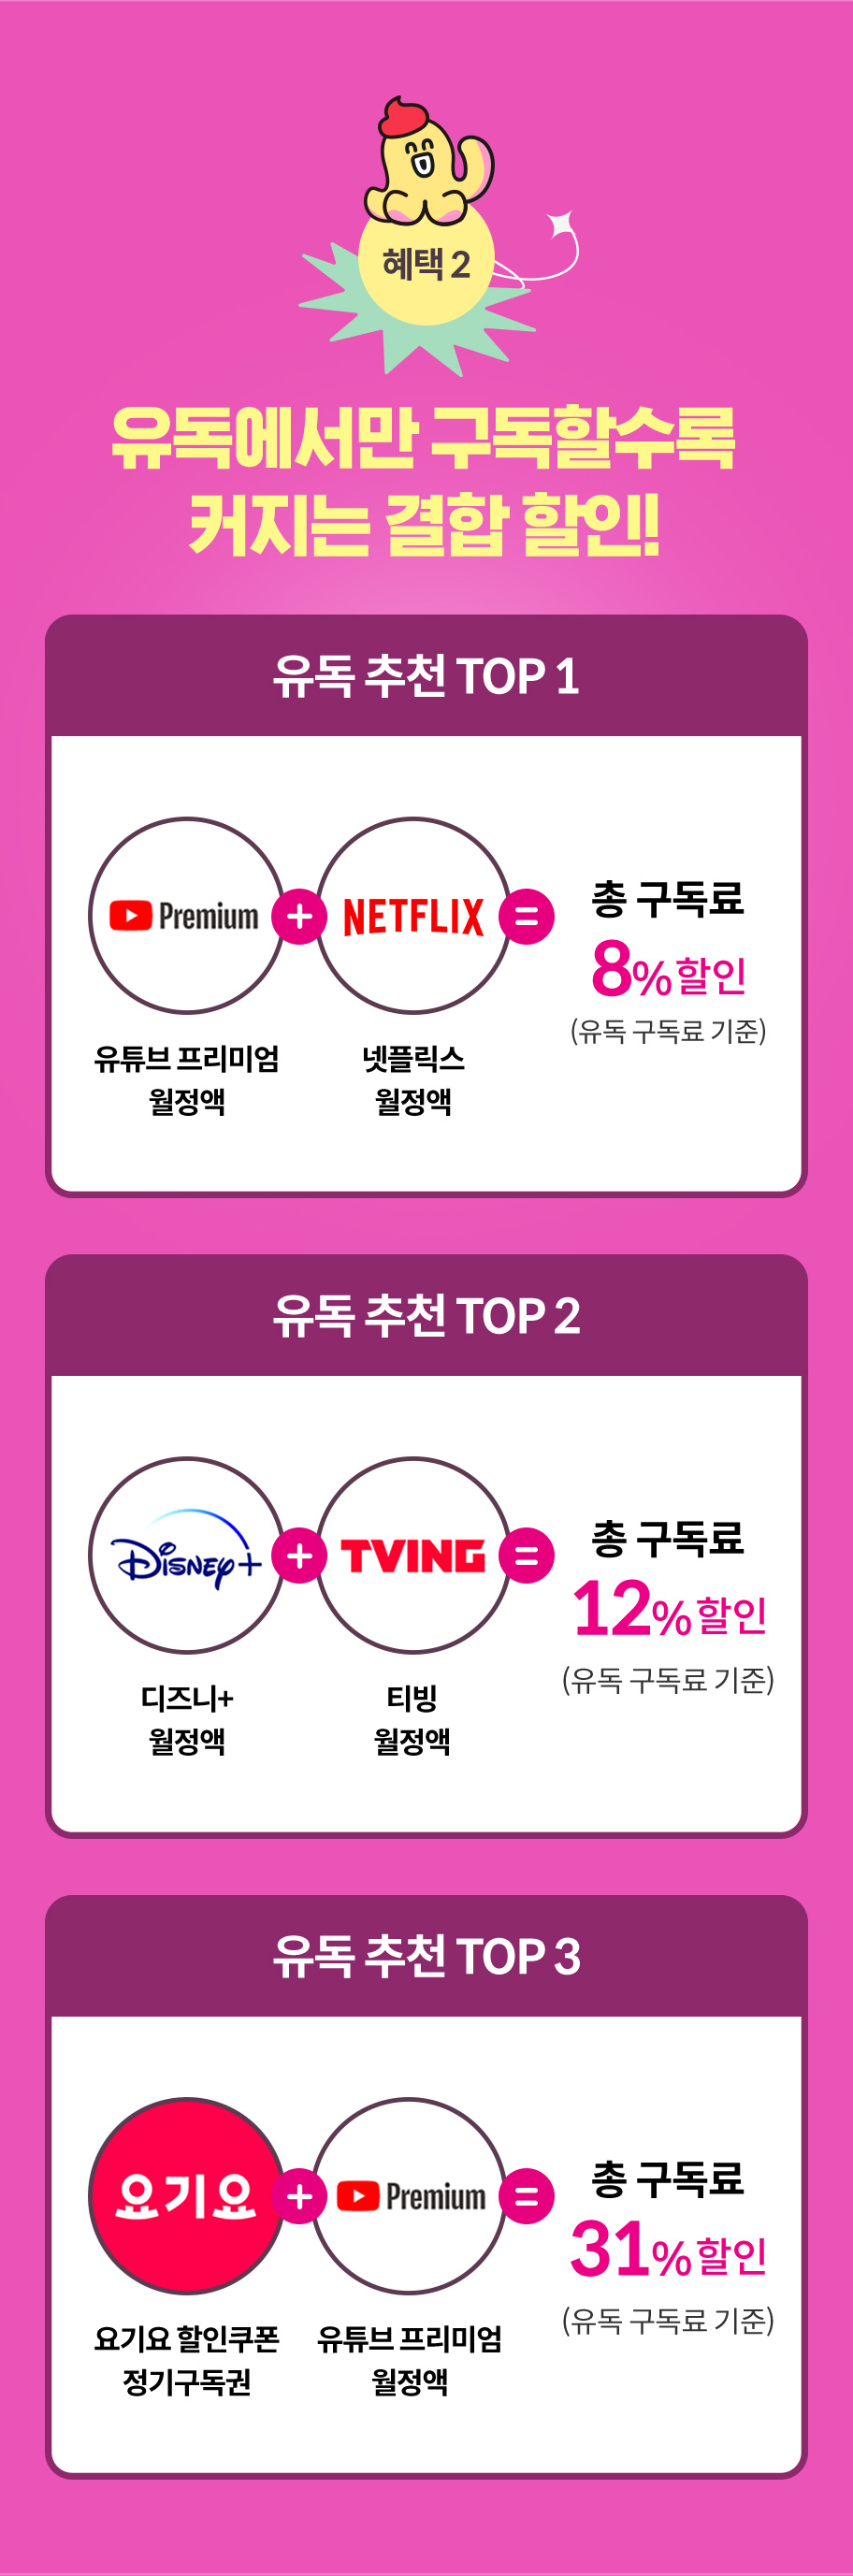 혜택 2
유독에서만 구독할수록
커지는 결합 할인!
유독 추천 TOP 1
Premium
+
NETFLIX
=
총 구독료
8% 할인
(유독 구독료 기준)
유튜브 프리미엄
월정액
넷플릭스
월정액
유독 추천 TOP 2
Disney+
+
TVING
=
총 구독료
12% 할인
(유독 구독료 기준)
디즈니+
월정액
티빙
월정액
유독 추천 TOP 3
요기요
+
Premium
=
총 구독료
31% 할인
(유독 구독료 기준)
요기요 할인쿠폰
정기구독권
유튜브 프리미엄
월정액